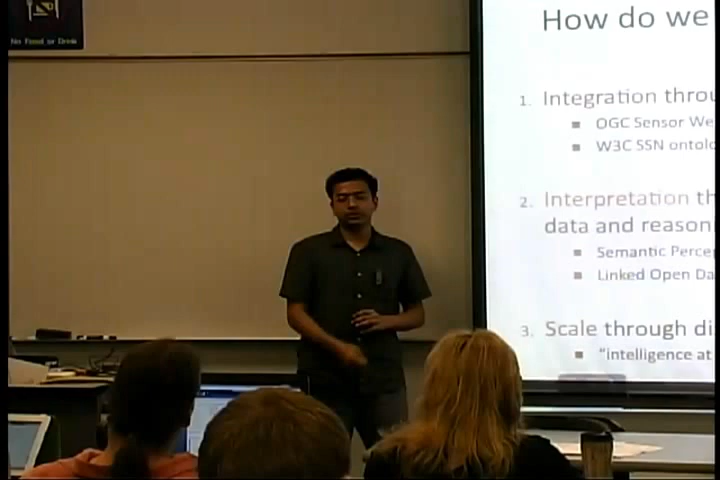 No Food or Drink
How do we
1. Integration throu
■ OGC Sensor We
■ W3C SSN ontolo
2. Interpretation th
data and reason
■ Semantic Percep
■ Linked Open Da
3. Scale through di
■ "intelligence at